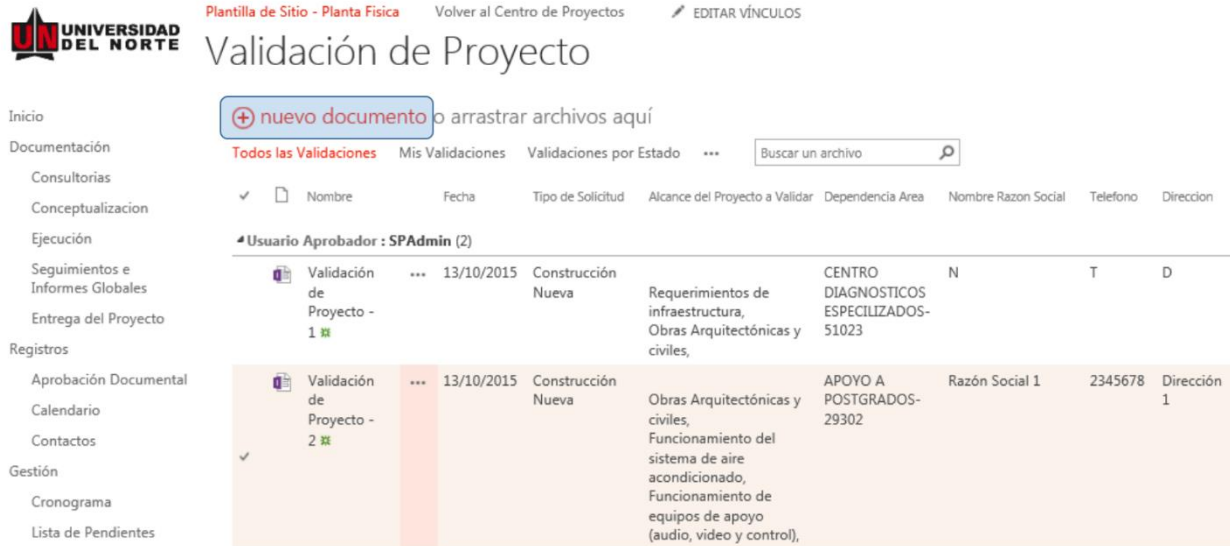 UNIVERSIDAD
DEL NORTE
Plantilla de Sitio - Planta Fisica
Volver al Centro de Proyectos
EDITAR VÍNCULOS
Validación de Proyecto
Inicio
Documentación
Consultorias
Conceptualizacion
Ejecución
Seguimientos e
Informes Globales
Entrega del Proyecto
Registros
Aprobación Documental
Calendario
Contactos
Gestión
Cronograma
Lista de Pendientes
nuevo documento o arrastrar archivos aquí
Todos las Validaciones
Mis Validaciones
Validaciones por Estado
...
Buscar un archivo
Nombre
Fecha
Tipo de Solicitud
Alcance del Proyecto a Validar
Dependencia Area
Nombre Razon Social
Telefono
Direccion
Usuario Aprobador : SPAdmin (2)
Validación
de
Proyecto -
1
...
13/10/2015
Construcción
Nueva
Requerimientos de
infraestructura,
Obras Arquitectónicas y
civiles,
CENTRO
DIAGNOSTICOS
ESPECILIZADOS-
51023
N
T
D
Validación
de
Proyecto -
2
...
13/10/2015
Construcción
Nueva
Obras Arquitectónicas y
civiles,
Funcionamiento del
sistema de aire
acondicionado,
Funcionamiento de
equipos de apoyo
(audio, video y control),
APOYO A
POSTGRADOS-
29302
Razón Social 1
2345678
Dirección
1